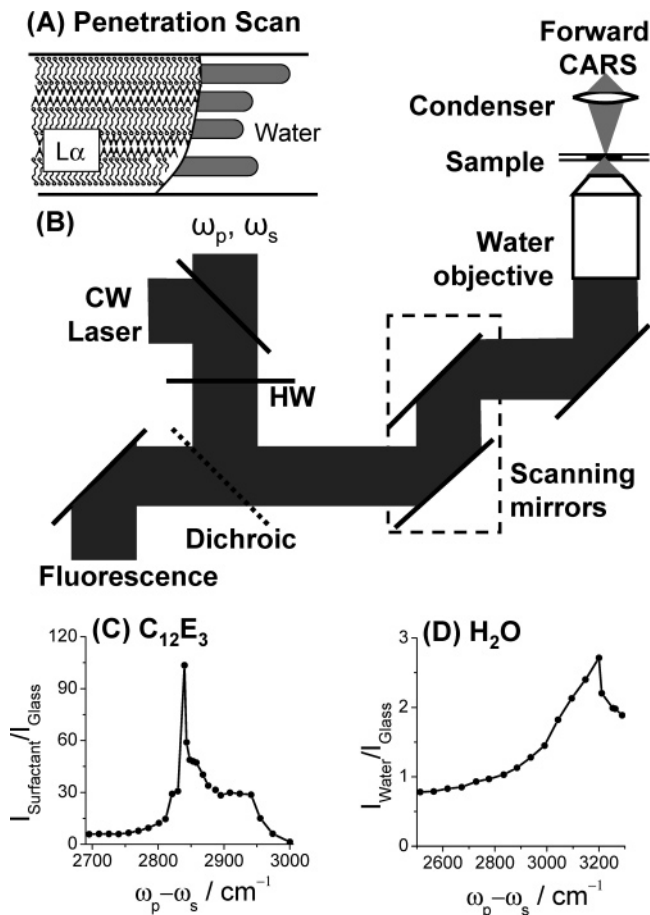 (A) Penetration Scan
Lα
Water
(B)
ωp, ωs
CW
Laser
HW
Dichroic
Fluorescence
Forward
CARS
Condenser
Sample
Water
objective
Scanning
mirrors
(C) C12E3
ISurfactant/IGlass
120
90
60
30
0
2700 2800 2900 3000
ωp−ωs / cm−1
(D) H2O
IWater/IGlass
3
2
1
0
2600 2800 3000 3200
ωp−ωs / cm−1